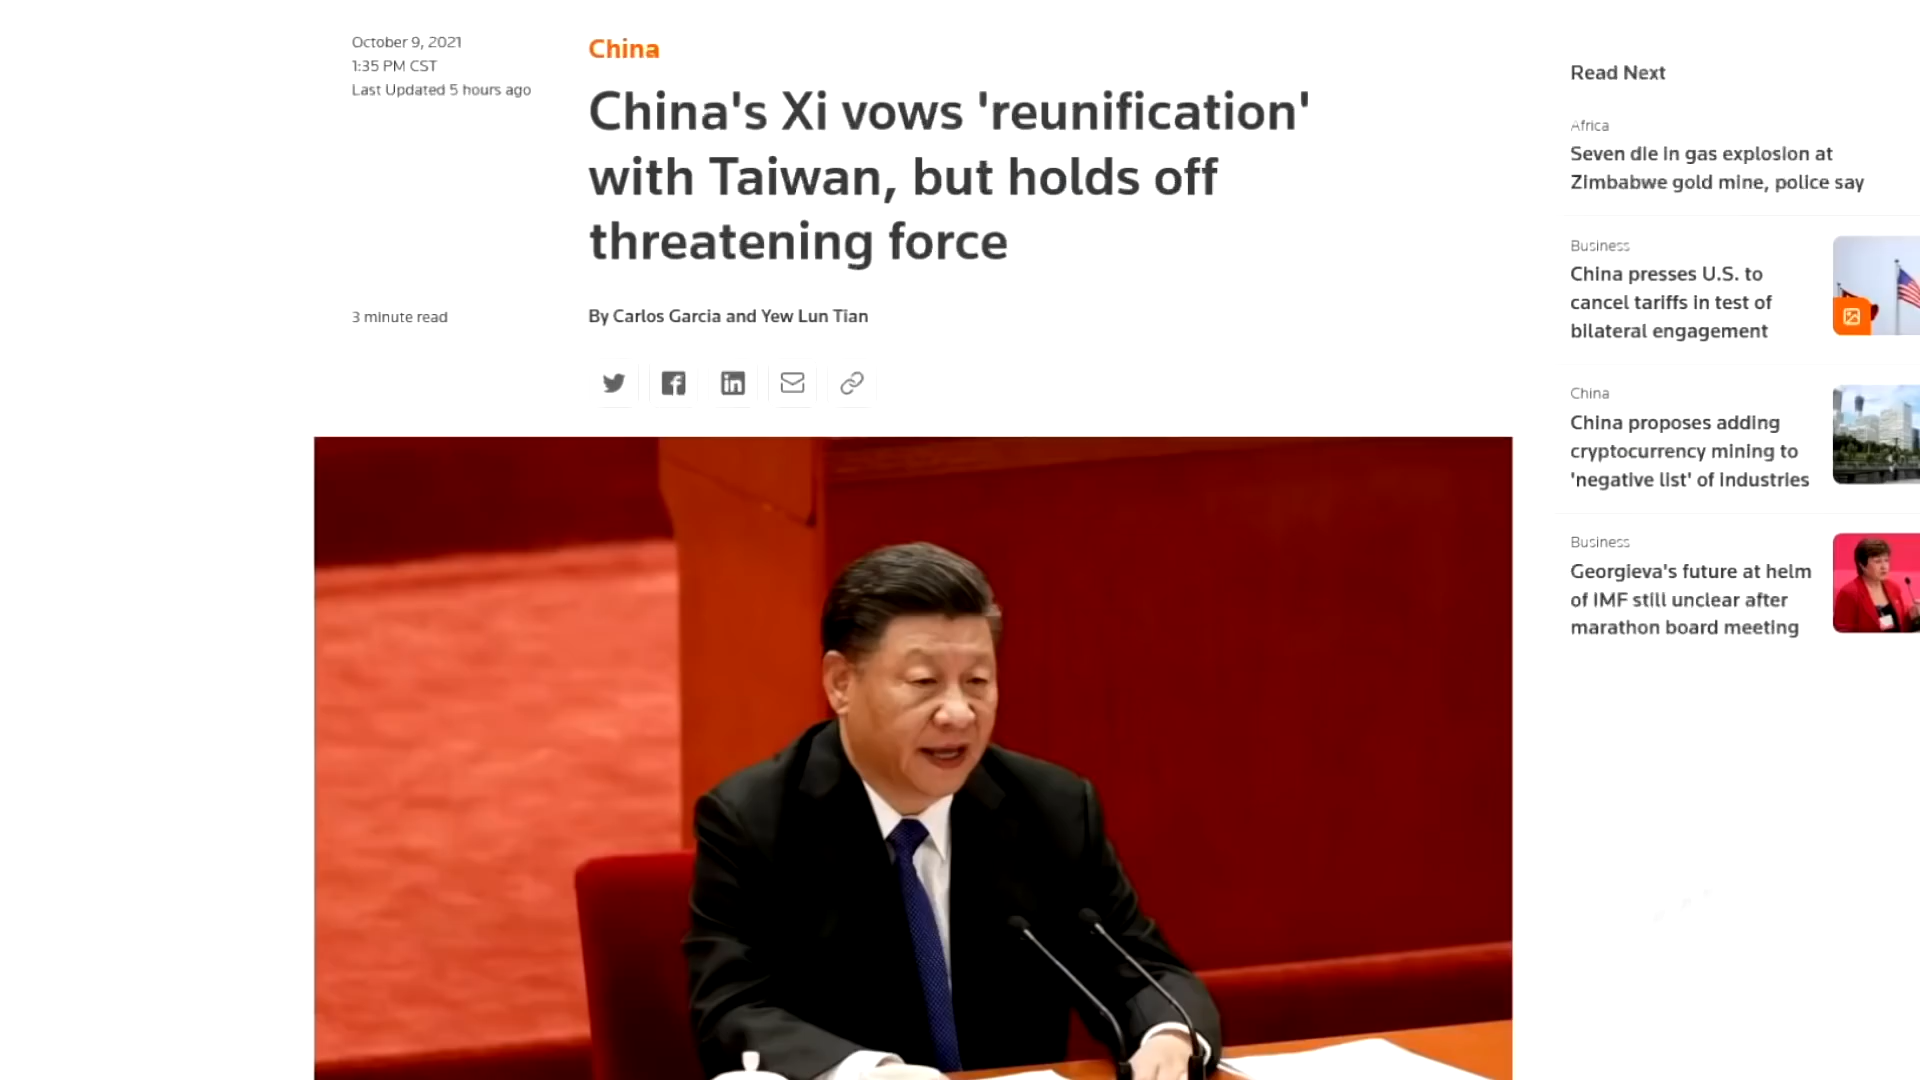 October 9, 2021
1:35 PM CST
Last Updated 5 hours ago
China
China's Xi vows 'reunification'
with Taiwan, but holds off
threatening force
3 minute read
By Carlos Garcia and Yew Lun Tian
Read Next
Africa
Seven die in gas explosion at
Zimbabwe gold mine, police say
Business
China presses U.S. to
cancel tariffs in test of
bilateral engagement
China
China proposes adding
cryptocurrency mining to
'negative list' of industries
Business
Georgieva's future at helm
of IMF still unclear after
marathon board meeting